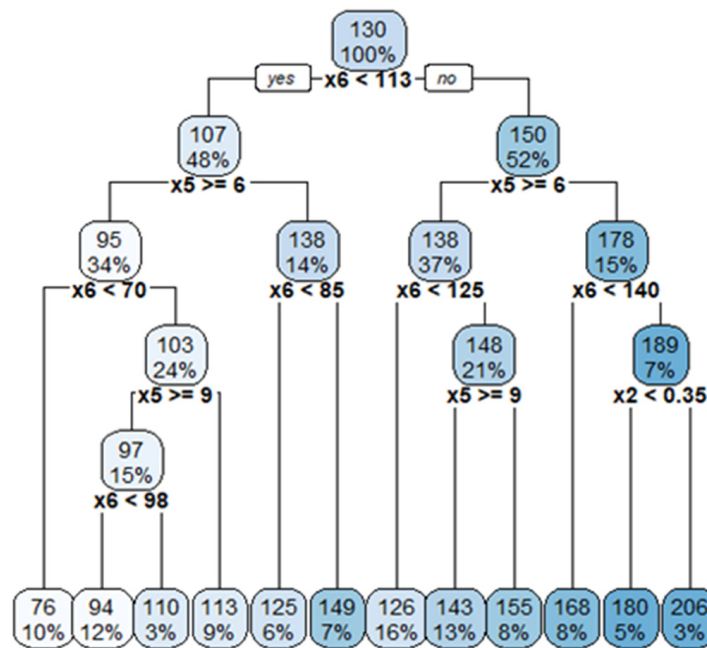 130
100%
yes x6 < 113 no
107 150
48% 52%
x5 >= 6 x5 >= 6
95 138 138 178
34% 14% 37% 15%
x6 < 70 x6 < 85 x6 < 125 x6 < 140
103 148 189
24% 21% 7%
x5 >= 9 x5 >= 9 x2 < 0.35
97
15%
x6 < 98
76 94 110 113 125 149 126 143 155 168 180 206
10% 12% 3% 9% 6% 7% 16% 13% 8% 8% 5% 3%